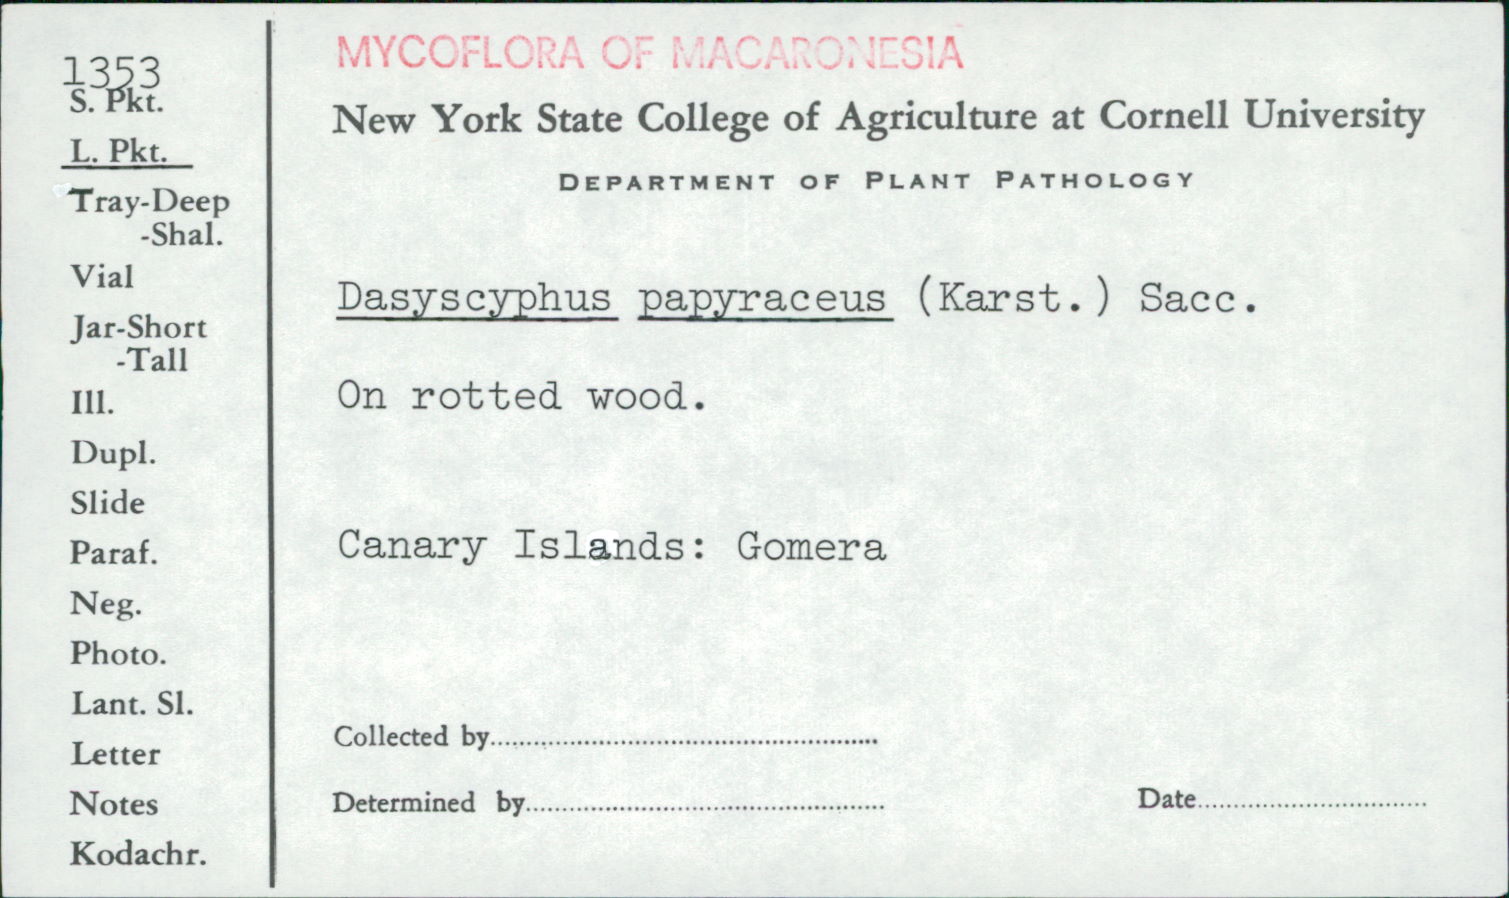 1353
S. Pkt.
L. Pkt.
Tray-Deep
-Shal.
Vial
Jar-Short
-Tall
Ill.
Dupl.
Slide
Paraf.
Neg.
Photo.
Lant. Sl.
Letter
Notes
Kodachr.
MYCOFLORA OF MACARONESIA
New York State College of Agriculture at Cornell University
DEPARTMENT OF PLANT PATHOLOGY
Dasyscyphus papyraceus (Karst.) Sacc.
On rotted wood.
Canary Islands: Gomera
Collected by
Determined by
Date